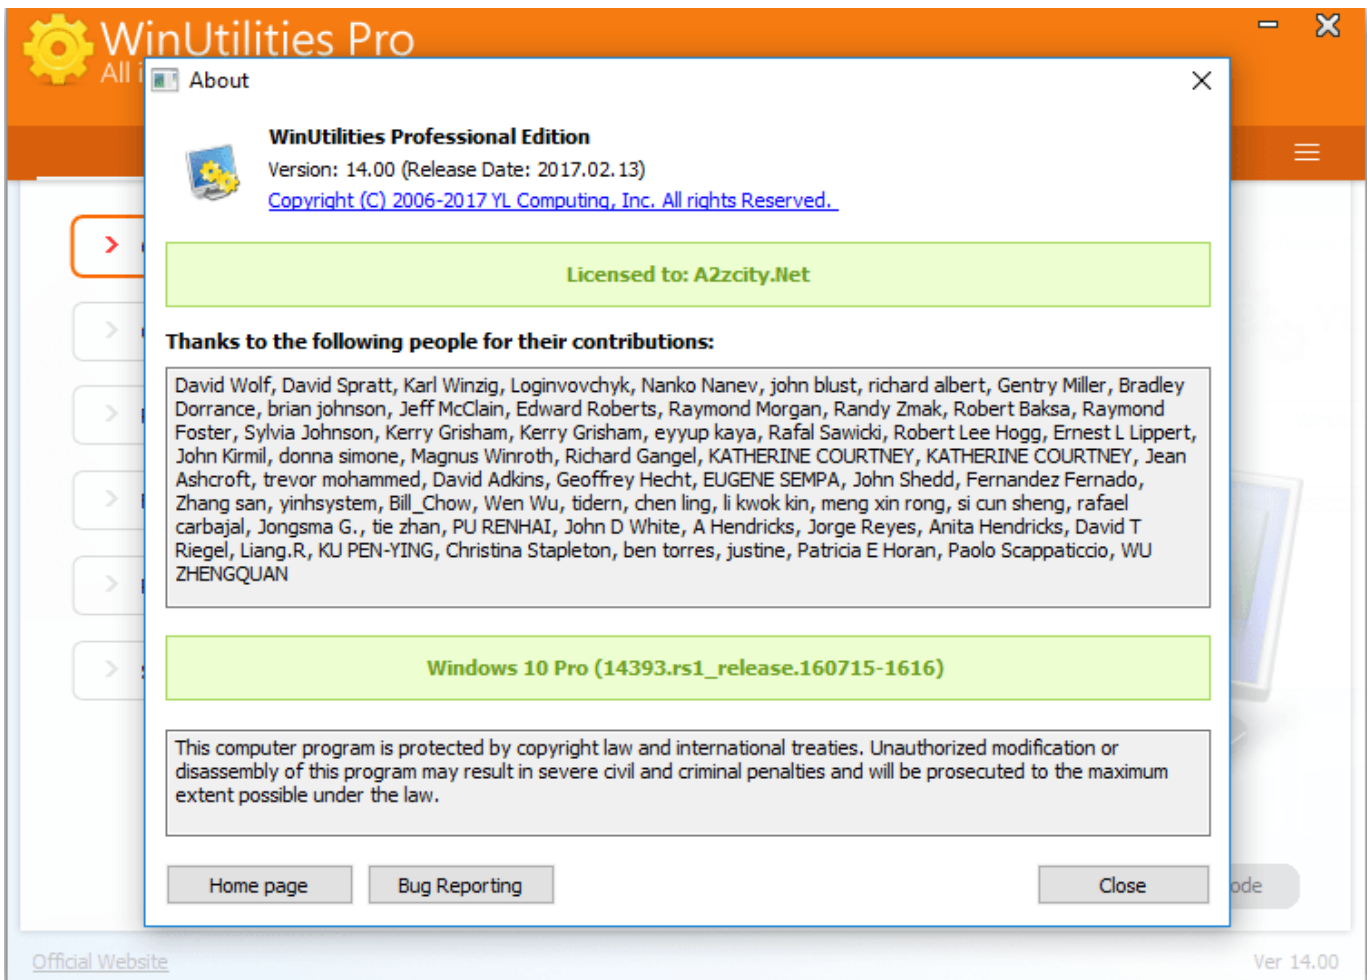 WinUtilities Pro
All i
About
WinUtilities Professional Edition
Version: 14.00 (Release Date: 2017.02.13)
Copyright (C) 2006-2017 YL Computing, Inc. All rights Reserved.
Licensed to: A2zcity.Net
Thanks to the following people for their contributions:
David Wolf, David Spratt, Karl Winzig, Loginvovchyk, Nanko Nanev, john blust, richard albert, Gentry Miller, Bradley
Dorrance, brian johnson, Jeff McClain, Edward Roberts, Raymond Morgan, Randy Zmak, Robert Baksa, Raymond
Foster, Sylvia Johnson, Kerry Grisham, Kerry Grisham, eyyup kaya, Rafal Sawicki, Robert Lee Hogg, Ernest L Lippert,
John Kirmil, donna simone, Magnus Winroth, Richard Gangel, KATHERINE COURTNEY, KATHERINE COURTNEY, Jean
Ashcroft, trevor mohammed, David Adkins, Geoffrey Hecht, EUGENE SEMPA, John Shedd, Fernandez Fernado,
Zhang san, yinhsystem, Bill_Chow, Wen Wu, tidern, chen ling, li kwok kin, meng xin rong, si cun sheng, rafael
carbajal, Jongsma G., tie zhan, PU RENHAI, John D White, A Hendricks, Jorge Reyes, Anita Hendricks, David T
Riegel, Liang.R, KU PEN-YING, Christina Stapleton, ben torres, justine, Patricia E Horan, Paolo Scappaticcio, WU
ZHENGQUAN
Windows 10 Pro (14393.rs1_release.160715-1616)
This computer program is protected by copyright law and international treaties. Unauthorized modification or
disassembly of this program may result in severe civil and criminal penalties and will be prosecuted to the maximum
extent possible under the law.
Home page
Bug Reporting
Close
ode
Official Website
Ver 14.00